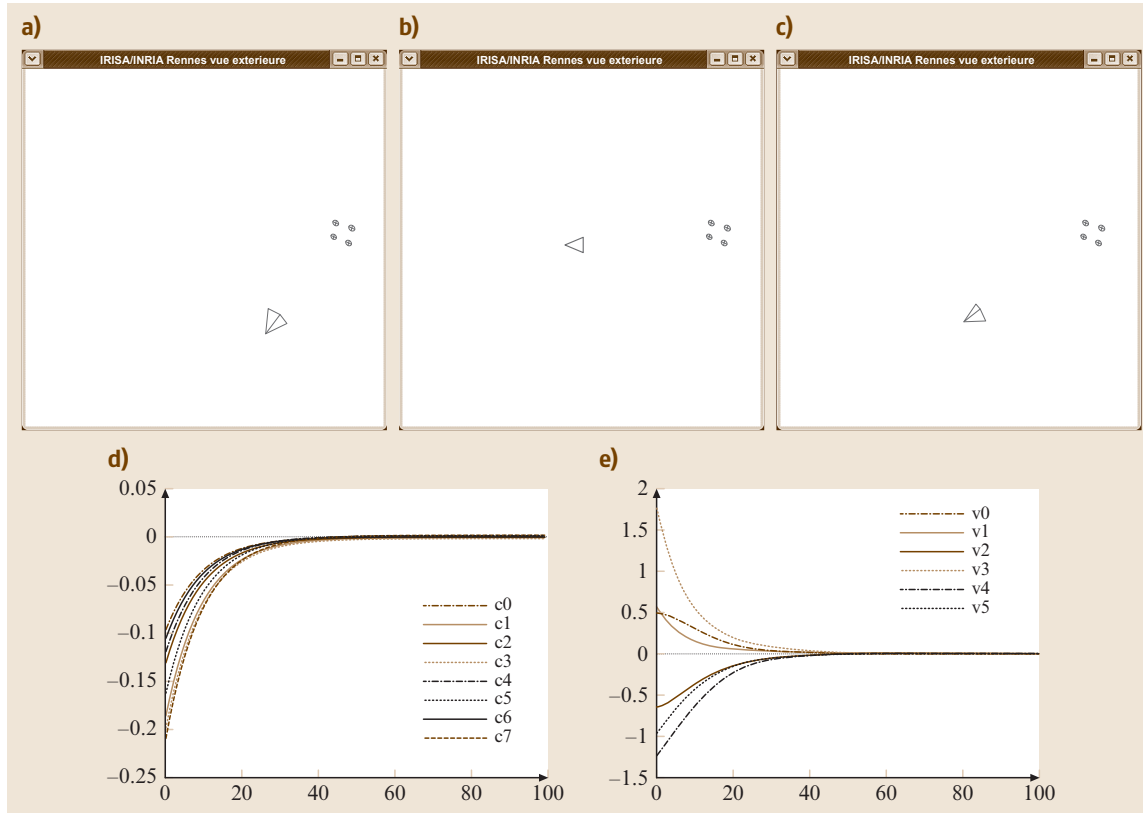 a)
b)
c)
IRISA/INRIA Rennes vue exterieure
IRISA/INRIA Rennes vue exterieure
IRISA/INRIA Rennes vue exterieure
d)
0.05
0
–0.05
–0.1
–0.15
–0.2
–0.25
0 20 40 60 80 100
c0
c1
c2
c3
c4
c5
c6
c7
e)
2
1.5
1
0.5
0
–0.5
–1
–1.5
0 20 40 60 80 100
v0
v1
v2
v3
v4
v5